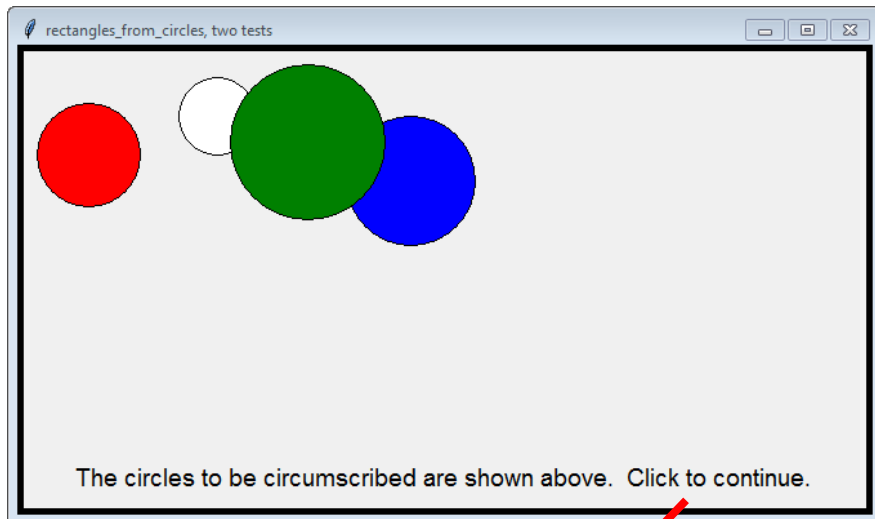 rectangles_from_circles, two tests
The circles to be circumscribed are shown above.  Click to continue.